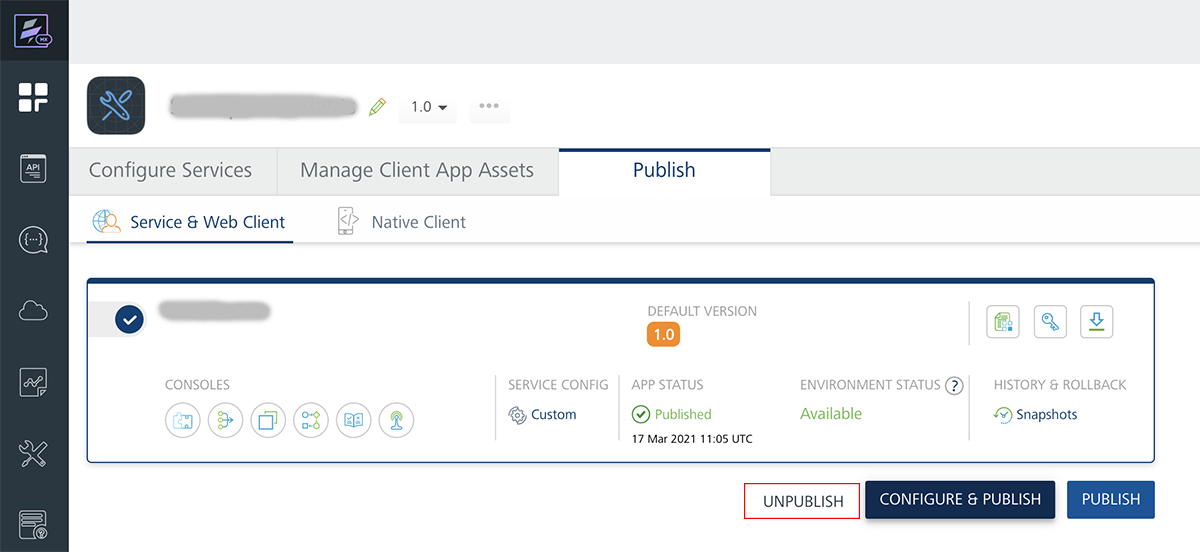 MX
1.0
API
Configure Services
Manage Client App Assets
Publish
Service & Web Client
Native Client
DEFAULT VERSION
1.0
CONSOLES
SERVICE CONFIG
APP STATUS
ENVIRONMENT STATUS ?
HISTORY & ROLLBACK
Custom
Published
Available
Snapshots
17 Mar 2021 11:05 UTC
UNPUBLISH
CONFIGURE & PUBLISH
PUBLISH